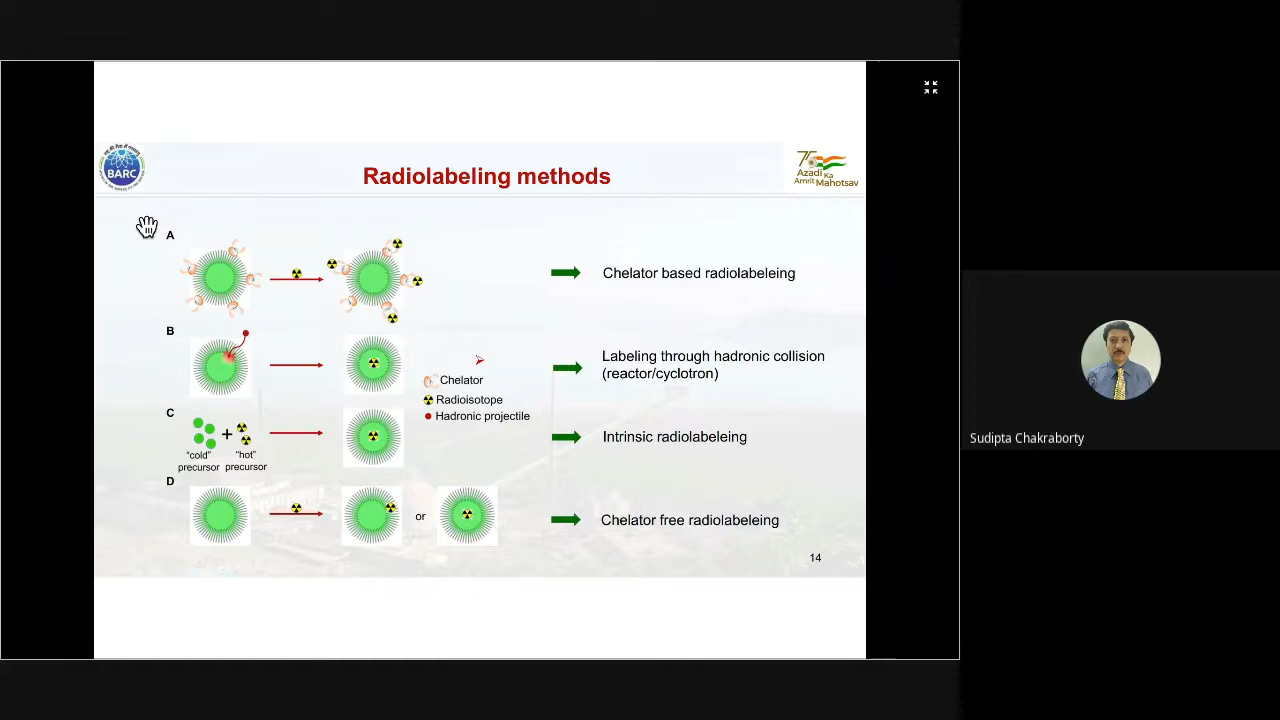 BARC
Radiolabeling methods
75
Azadi
Ka
Amrit Mahotsav
A
Chelator based radiolabeleing
B
Labeling through hadronic collision
(reactor/cyclotron)
Chelator
Radioisotope
Hadronic projectile
C
+
"cold"
precursor
"hot"
precursor
Intrinsic radiolabeleing
D
or
Chelator free radiolabeleing
14
Sudipta Chakraborty